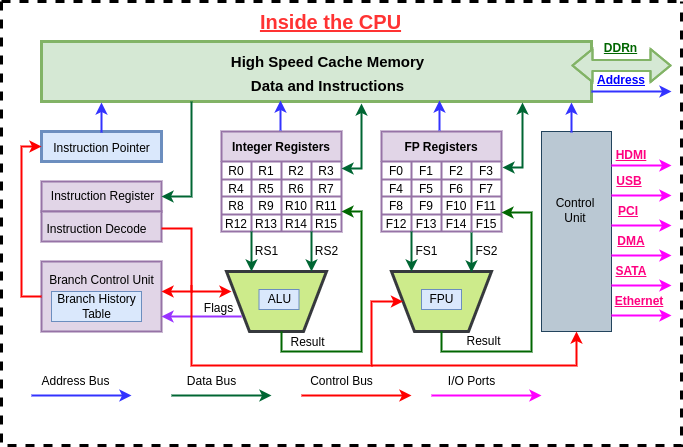 Inside the CPU
High Speed Cache Memory
Data and Instructions
DDRn
Address
Instruction Pointer
Instruction Register
Instruction Decode
Branch Control Unit
Branch History
Table
Integer Registers
R0 R1 R2 R3
R4 R5 R6 R7
R8 R9 R10 R11
R12 R13 R14 R15
RS1 RS2
ALU
Flags
Result
FP Registers
F0 F1 F2 F3
F4 F5 F6 F7
F8 F9 F10 F11
F12 F13 F14 F15
FS1 FS2
FPU
Result
Control
Unit
HDMI
USB
PCI
DMA
SATA
Ethernet
Address Bus Data Bus Control Bus I/O Ports